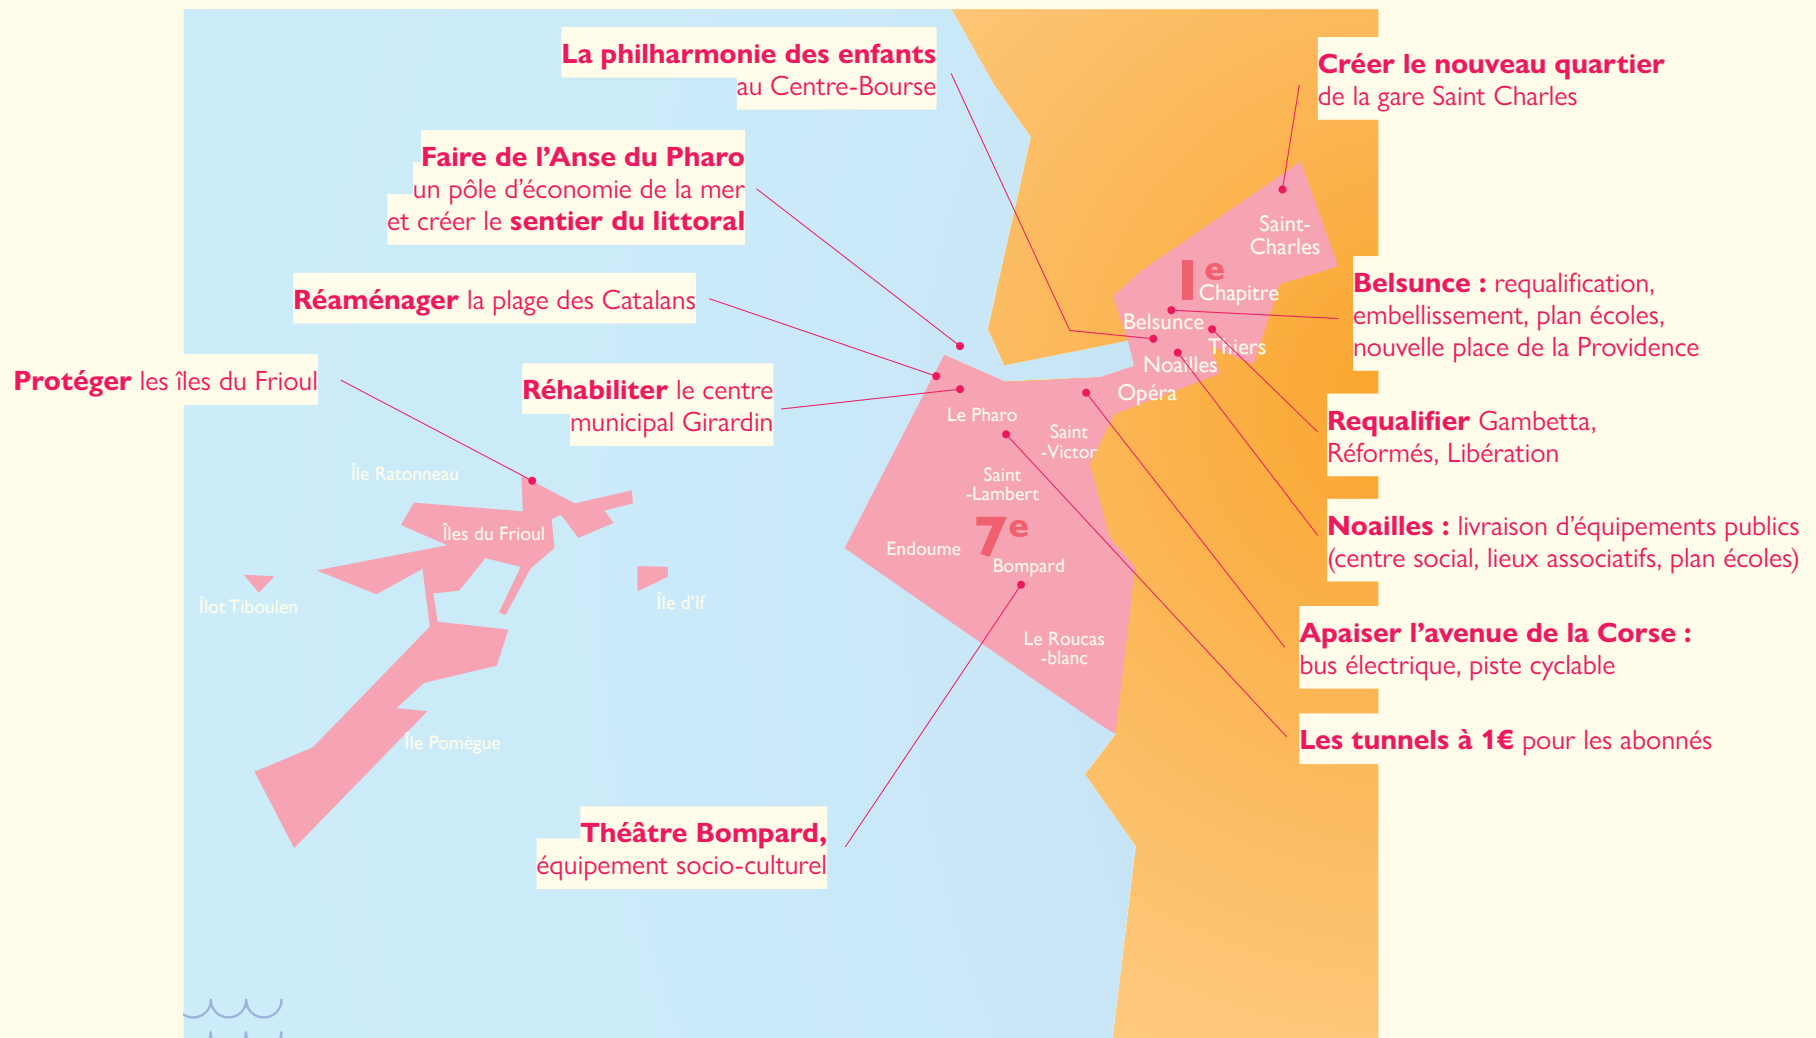 La philharmonie des enfants
au Centre-Bourse
Créer le nouveau quartier
de la gare Saint Charles
Faire de l’Anse du Pharo
un pôle d’économie de la mer
et créer le sentier du littoral
Réaménager la plage des Catalans
Protéger les îles du Frioul
Réhabiliter le centre
municipal Girardin
Saint-
Charles
1e
Chapitre
Belsunce
Thiers
Noailles
Opéra
Belsunce : requalification,
embellissement, plan écoles,
nouvelle place de la Providence
Requalifier Gambetta,
Réformés, Libération
Le Pharo
Saint
-Victor
Saint
-Lambert
7e
Endoume
Bompard
Le Roucas
-blanc
Île Ratonneau
Îles du Frioul
Îlot Tiboulen
Île d’If
Île Pomègue
Noailles : livraison d’équipements publics
(centre social, lieux associatifs, plan écoles)
Apaiser l’avenue de la Corse :
bus électrique, piste cyclable
Les tunnels à 1€ pour les abonnés
Théâtre Bompard,
équipement socio-culturel